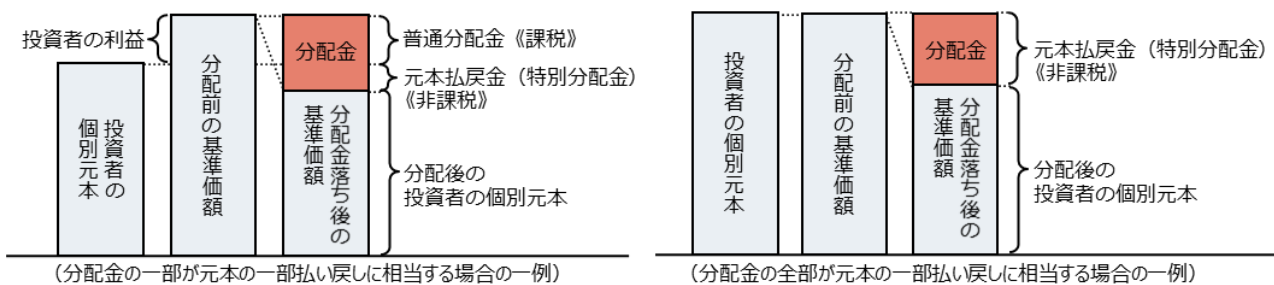 投資者の利益
投資者の
個別元本
分配前の基準価額
分配金
分配金落ち後の
基準価額
普通分配金《課税》
元本払戻金（特別分配金）
《非課税》
分配後の
投資者の個別元本
（分配金の一部が元本の一部払い戻しに相当する場合の一例）
投資者の個別元本
分配前の基準価額
分配金
分配金落ち後の
基準価額
元本払戻金（特別分配金）
《非課税》
分配後の
投資者の個別元本
（分配金の全部が元本の一部払い戻しに相当する場合の一例）